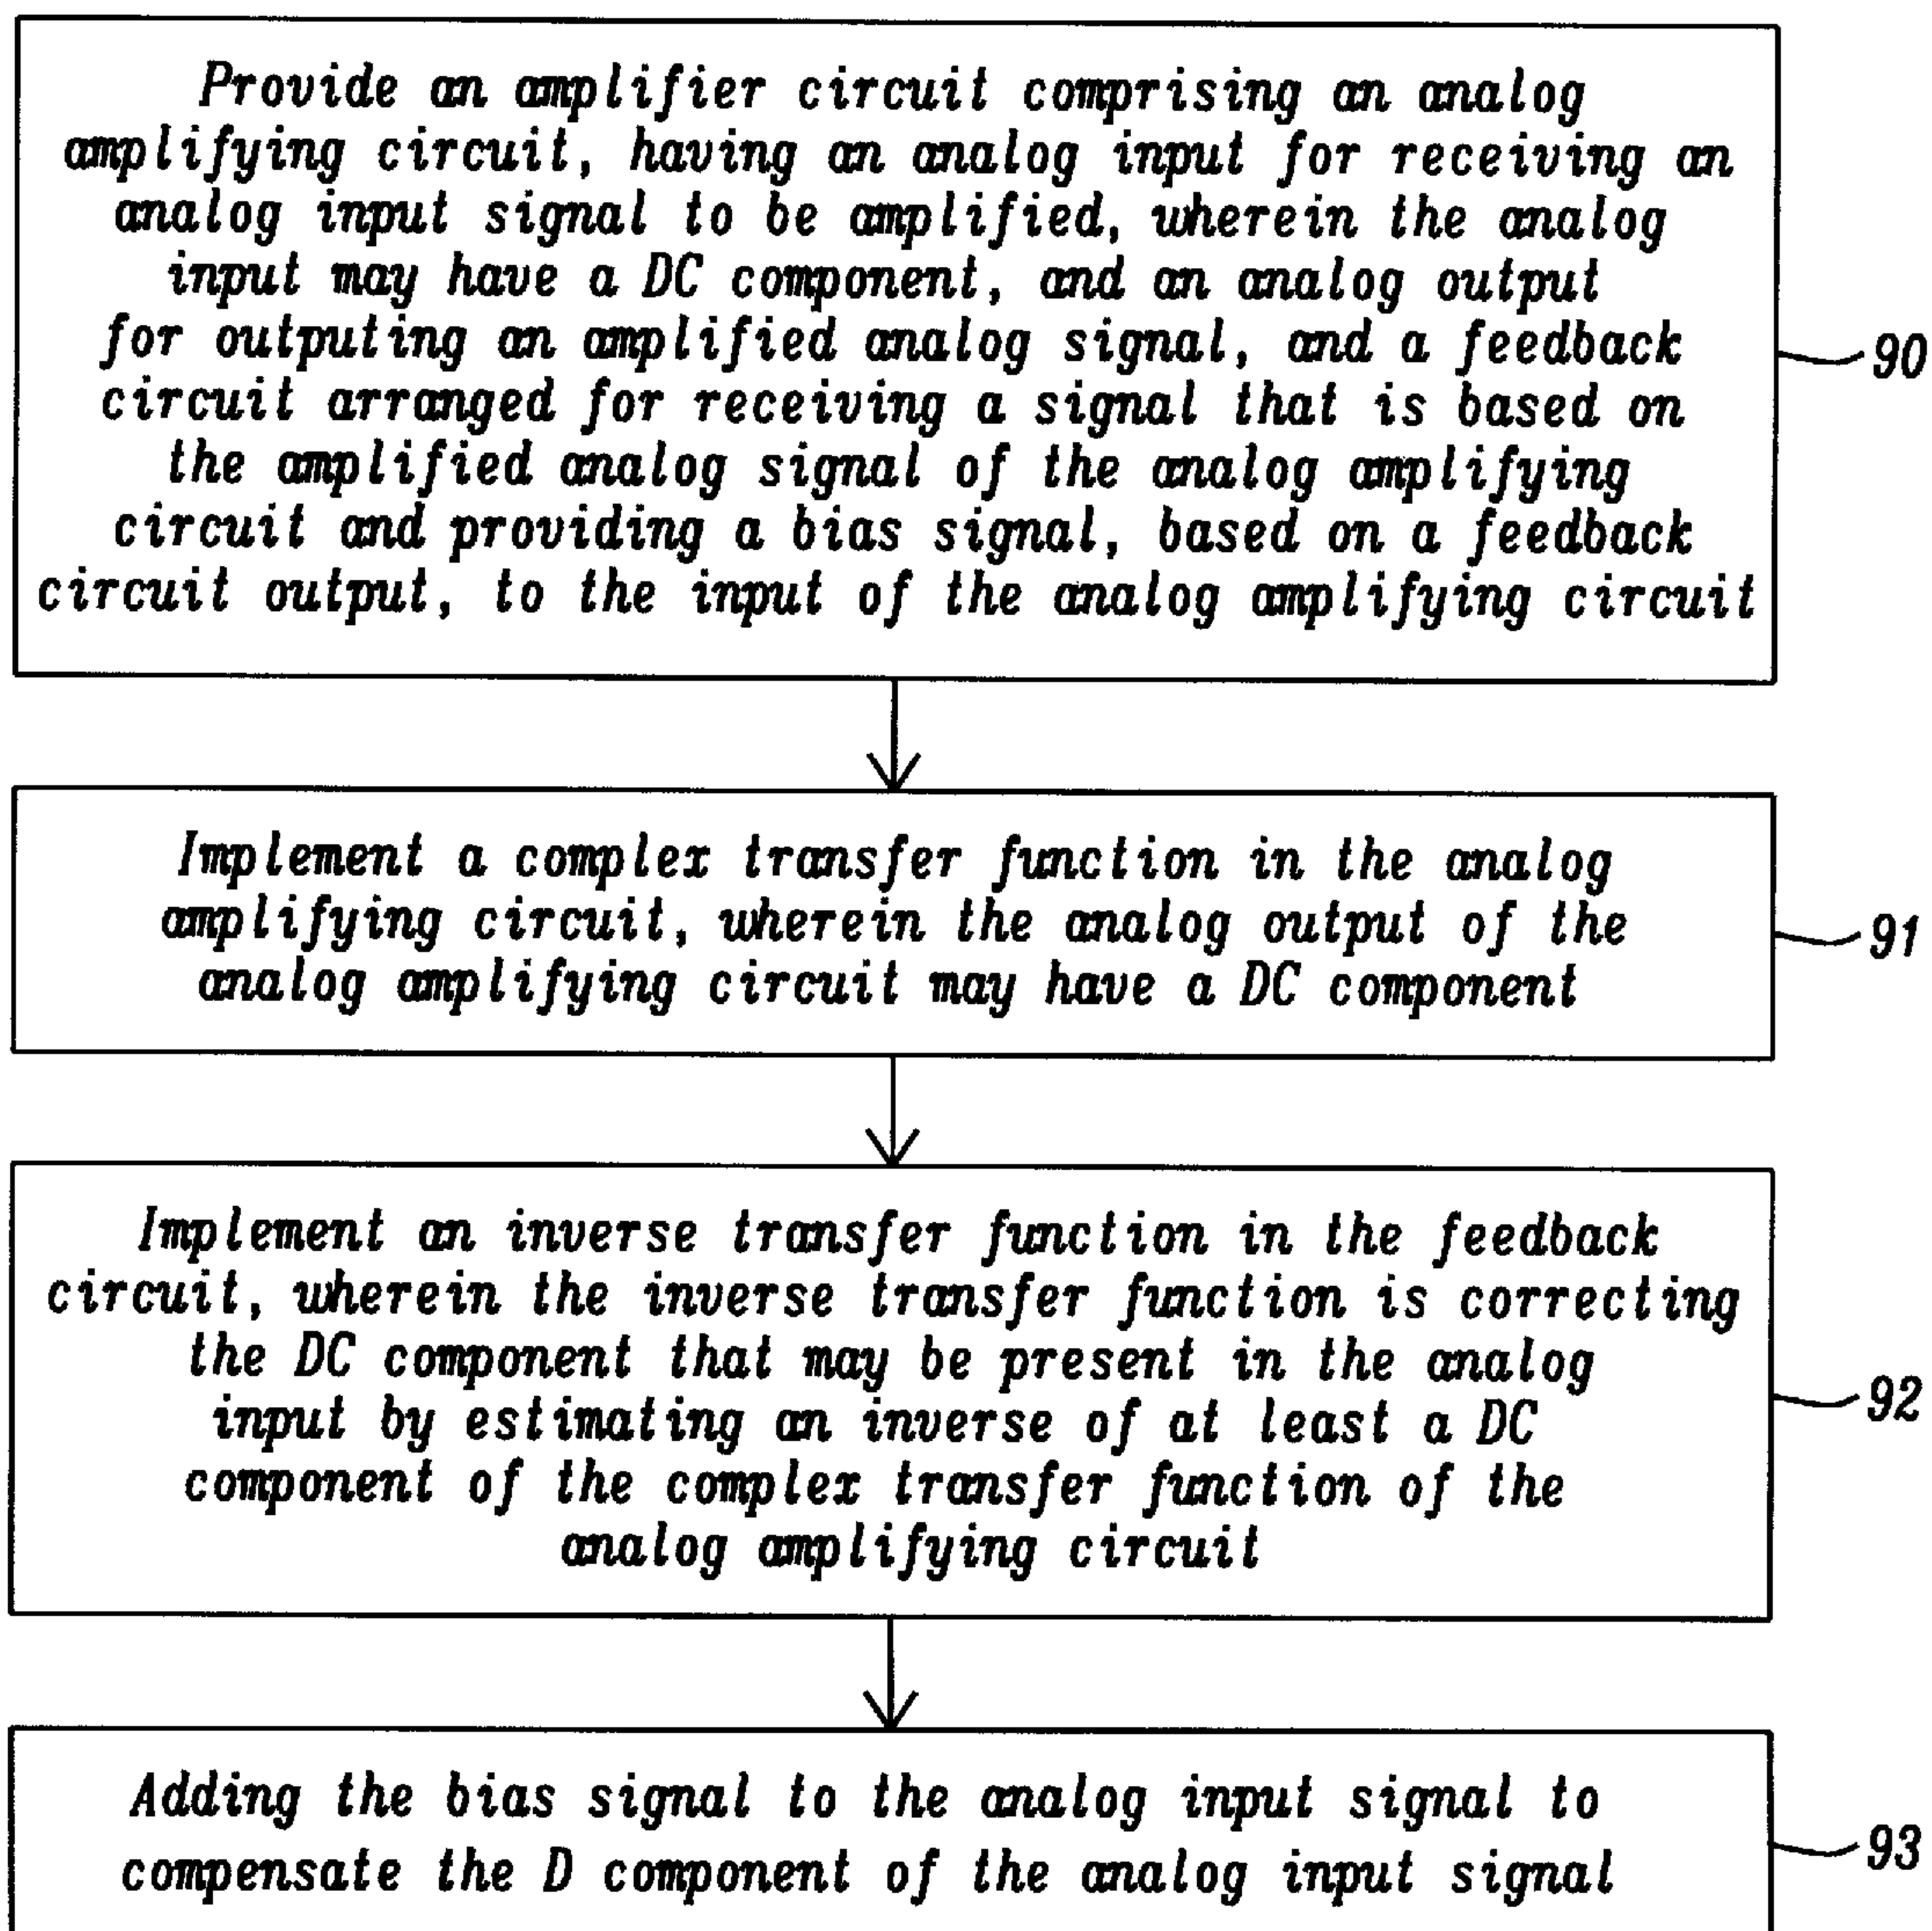 Provide an amplifier circuit comprising an analog
amplifying circuit, having an analog input for receiving an
analog input signal to be amplified, wherein the analog
input may have a DC component, and an analog output
for outputing an amplified analog signal, and a feedback
circuit arranged for receiving a signal that is based on
the amplified analog signal of the analog amplifying
circuit and providing a bias signal, based on a feedback
circuit output, to the input of the analog amplifying circuit
90
Implement a complex transfer function in the analog
amplifying circuit, wherein the analog output of the
analog amplifying circuit may have a DC component
91
Implement an inverse transfer function in the feedback
circuit, wherein the inverse transfer function is correcting
the DC component that may be present in the analog
input by estimating an inverse of at least a DC
component of the complex transfer function of the
analog amplifying circuit
92
Adding the bias signal to the analog input signal to
compensate the D component of the analog input signal
93